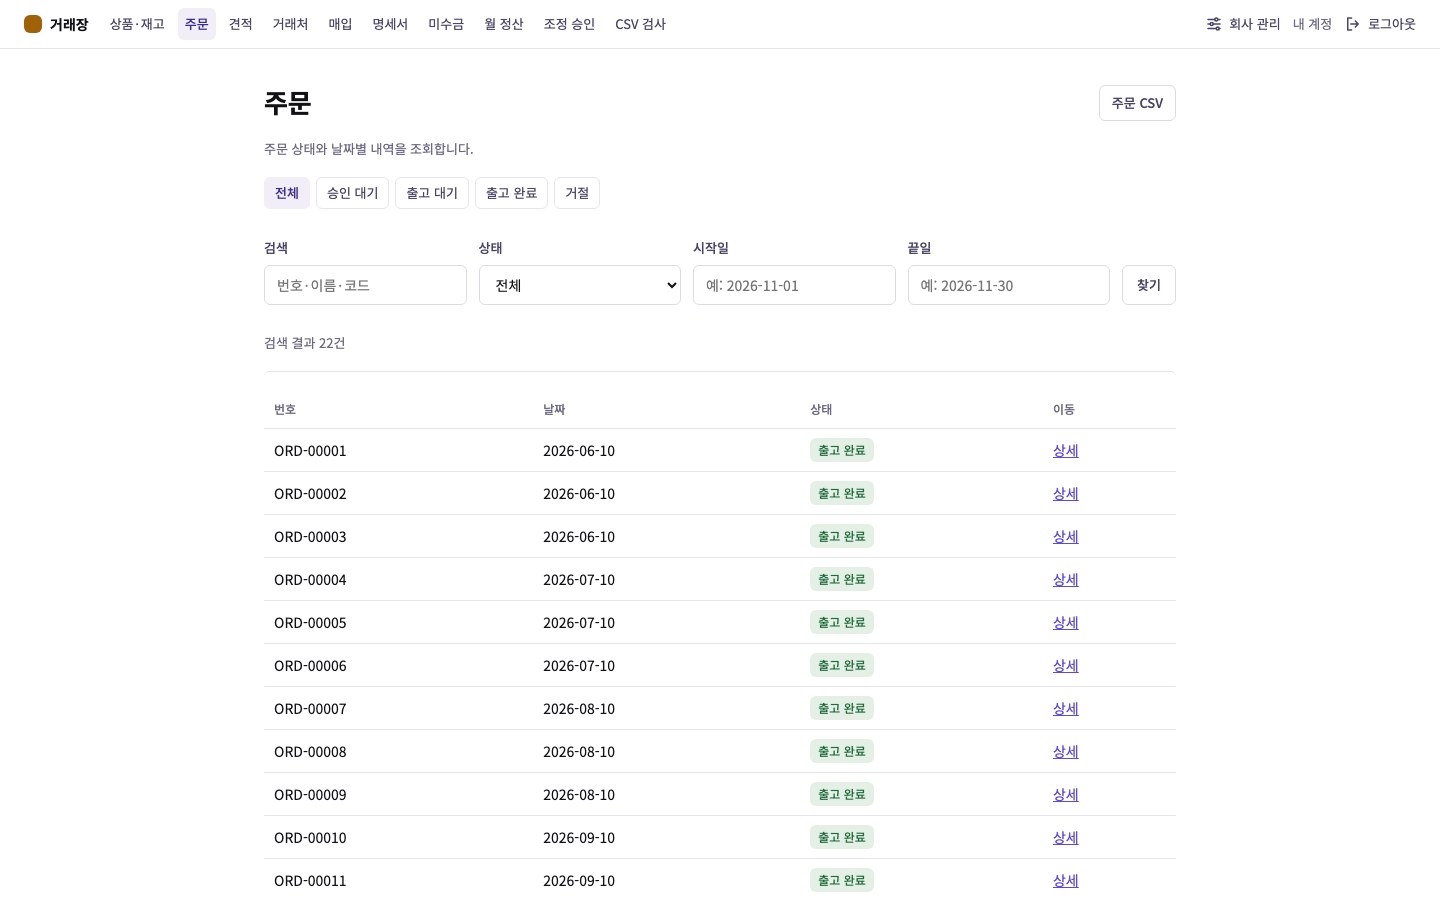 거래장 상품·재고 주문 견적 거래처 매입 명세서 미수금 월 정산 조정 승인 CSV 검사 회사 관리 내 계정 로그아웃
주문 주문 CSV
주문 상태와 날짜별 내역을 조회합니다.
전체 승인 대기 출고 대기 출고 완료 거절
검색 상태 시작일 끝일
번호·이름·코드 전체 예: 2026-11-01 예: 2026-11-30 찾기
검색 결과 22건
번호 날짜 상태 이동
ORD-00001 2026-06-10 출고 완료 상세
ORD-00002 2026-06-10 출고 완료 상세
ORD-00003 2026-06-10 출고 완료 상세
ORD-00004 2026-07-10 출고 완료 상세
ORD-00005 2026-07-10 출고 완료 상세
ORD-00006 2026-07-10 출고 완료 상세
ORD-00007 2026-08-10 출고 완료 상세
ORD-00008 2026-08-10 출고 완료 상세
ORD-00009 2026-08-10 출고 완료 상세
ORD-00010 2026-09-10 출고 완료 상세
ORD-00011 2026-09-10 출고 완료 상세